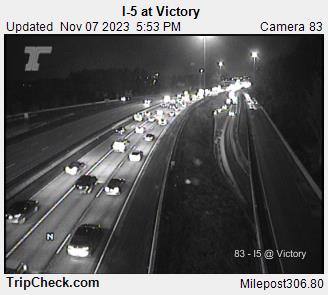 I-5 at Victory
Updated Nov 07 2023 5:53 PM Camera 83
T
N
83 - I5 @ Victory
TripCheck.com Milepost306.80